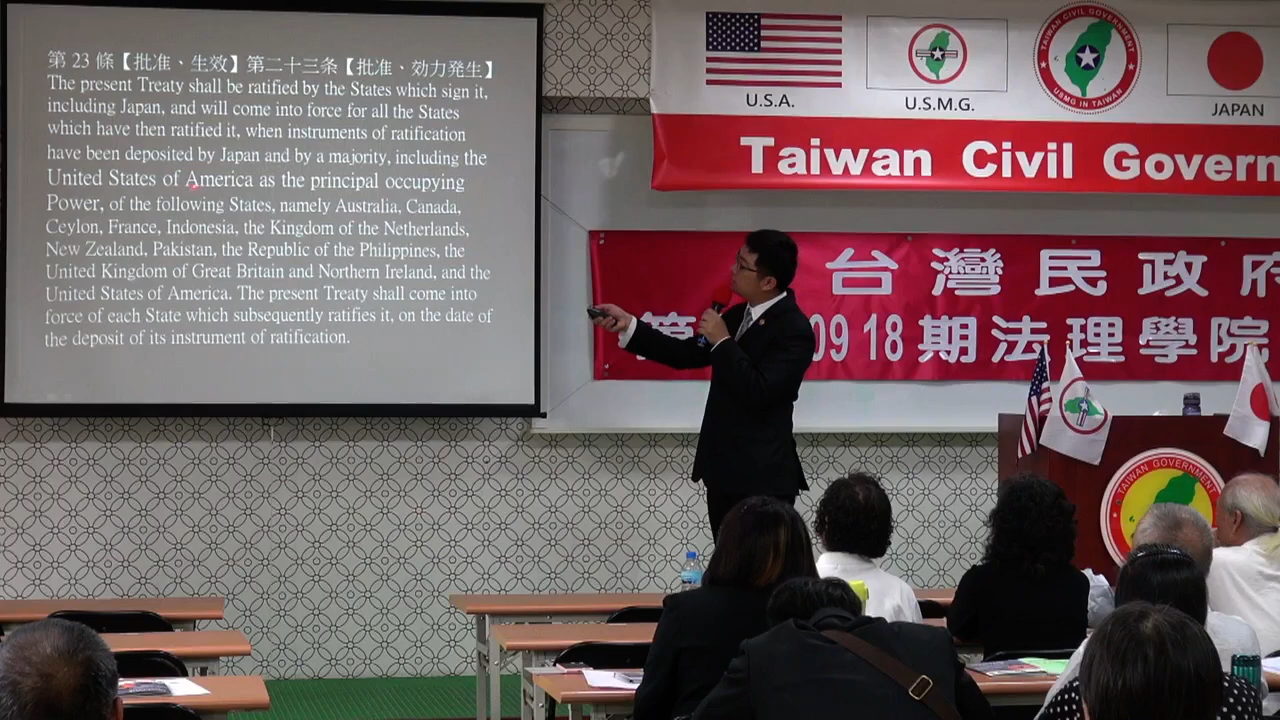 第 23 條【批准、生效】第二十三条【批准、効力発生】
The present Treaty shall be ratified by the States which sign it,
including Japan, and will come into force for all the States
which have then ratified it, when instruments of ratification
have been deposited by Japan and by a majority, including the
United States of America as the principal occupying
Power, of the following States, namely Australia, Canada,
Ceylon, France, Indonesia, the Kingdom of the Netherlands,
New Zealand, Pakistan, the Republic of the Philippines, the
United Kingdom of Great Britain and Northern Ireland, and the
United States of America. The present Treaty shall come into
force of each State which subsequently ratifies it, on the date of
the deposit of its instrument of ratification.
U.S.A.
U.S.M.G.
TAIWAN CIVIL GOVERNMENT
USMG IN TAIWAN
JAPAN
Taiwan Civil Govern
台灣民政府
第 09 18 期法理學院
TAIWAN GOVERNMENT